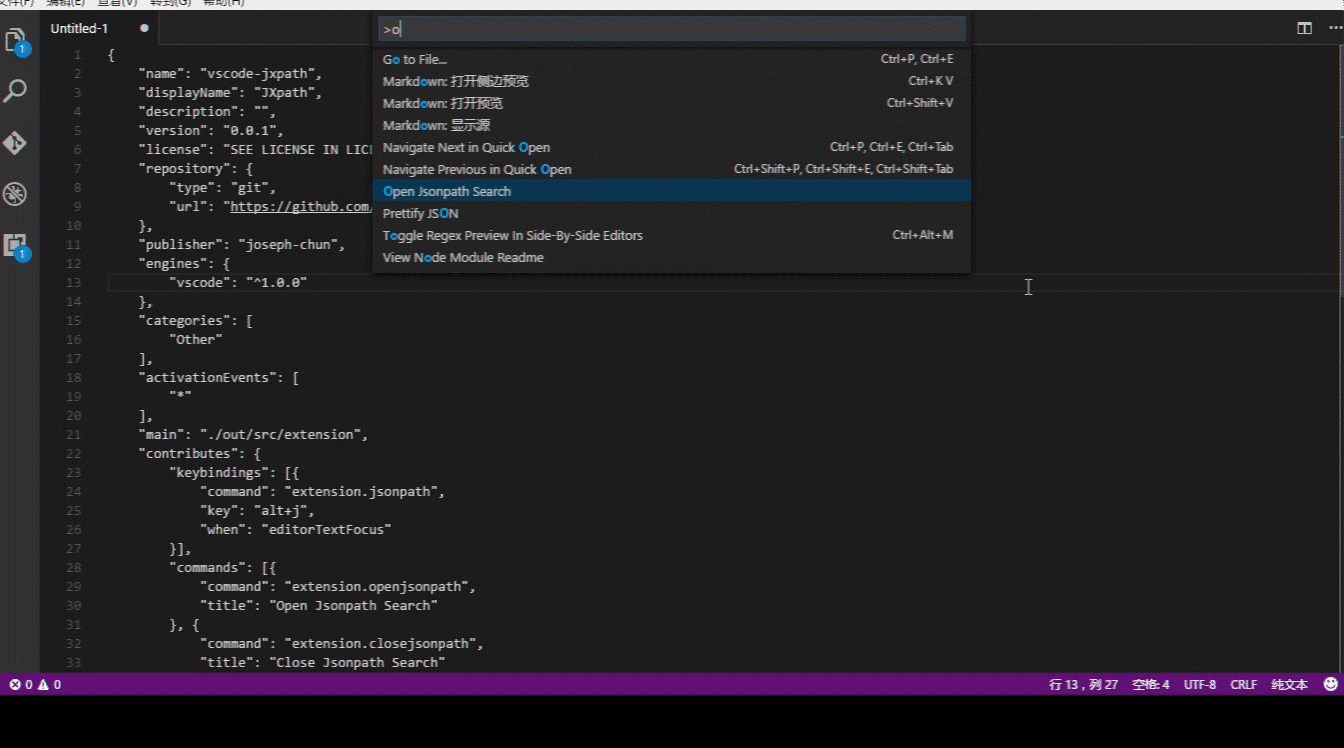 文件(F) 编辑(E) 查看(V) 转到(G) 帮助(H)
Untitled-1
>o
Go to File... Ctrl+P, Ctrl+E
Markdown: 打开侧边预览 Ctrl+K V
Markdown: 打开预览 Ctrl+Shift+V
Markdown: 显示源
Navigate Next in Quick Open Ctrl+P, Ctrl+E, Ctrl+Tab
Navigate Previous in Quick Open Ctrl+Shift+P, Ctrl+Shift+E, Ctrl+Shift+Tab
Open Jsonpath Search
Prettify JSON
Toggle Regex Preview In Side-By-Side Editors Ctrl+Alt+M
View Node Module Readme
1
1
1 {
2 "name": "vscode-jxpath",
3 "displayName": "JXpath",
4 "description": "",
5 "version": "0.0.1",
6 "license": "SEE LICENSE IN LIC
7 "repository": {
8 "type": "git",
9 "url": "https://github.com/
10 },
11 "publisher": "joseph-chun",
12 "engines": {
13 "vscode": "^1.0.0"
14 },
15 "categories": [
16 "Other"
17 ],
18 "activationEvents": [
19 "*"
20 ],
21 "main": "./out/src/extension",
22 "contributes": {
23 "keybindings": [{
24 "command": "extension.jsonpath",
25 "key": "alt+j",
26 "when": "editorTextFocus"
27 }],
28 "commands": [{
29 "command": "extension.openjsonpath",
30 "title": "Open Jsonpath Search"
31 }, {
32 "command": "extension.closejsonpath",
33 "title": "Close Jsonpath Search"
0 0 行 13 , 列 27 空格: 4 UTF-8 CRLF 纯文本